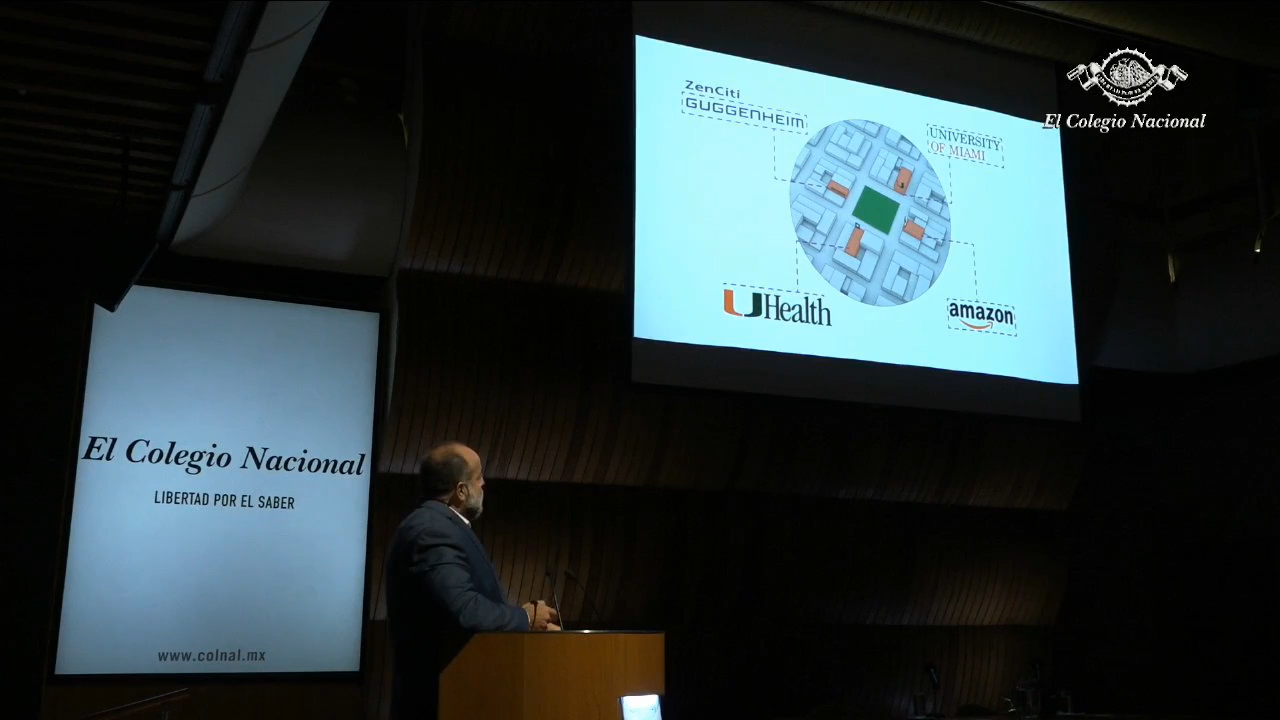 ZenCiti
GUGGENHEIM
UNIVERSITY
OF MIAMI
UHealth
amazon
El Colegio Nacional
El Colegio Nacional
LIBERTAD POR EL SABER
www.colnal.mx